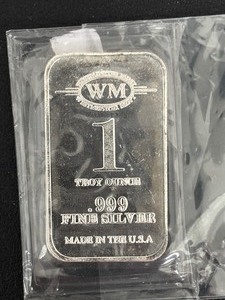 WM
1
TROY OUNCE
.999
FINE SILVER
MADE IN THE U.S.A